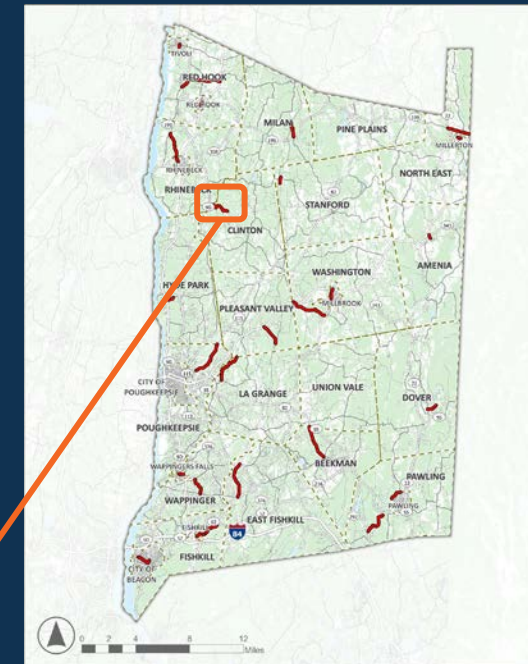 TIVOLI
RED HOOK
REDHOOK
MILAN
PINE PLAINS
MILLERTON
RHINEBECK
NORTH EAST
RHINEBECK
STANFORD
CLINTON
AMENIA
WASHINGTON
HYDE PARK
MILLBROOK
PLEASANT VALLEY
CITY OF
POUGHKEEPSIE
UNION VALE
LA GRANGE
DOVER
POUGHKEEPSIE
WAPPINGERS FALLS
BEEKMAN
PAWLING
WAPPINGER
PAWLING
EAST FISHKILL
FISHKILL
84
FISHKILL
CITY OF
BEACON
0 2 4 8 12
Miles